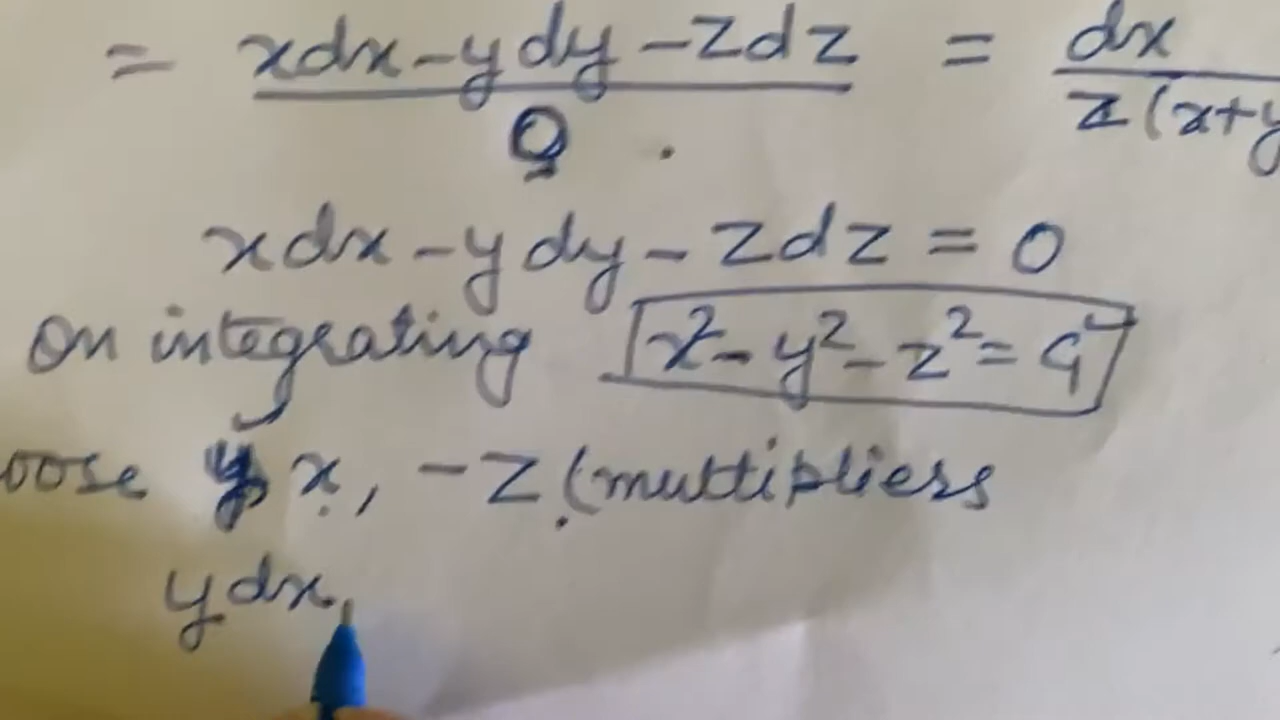 = xdx - ydy - zdz / 0 = dx / z(x+y
xdx - ydy - zdz = 0
On integrating x² - y² - z² = C₁
oose y, x, -z (multipliers
ydx